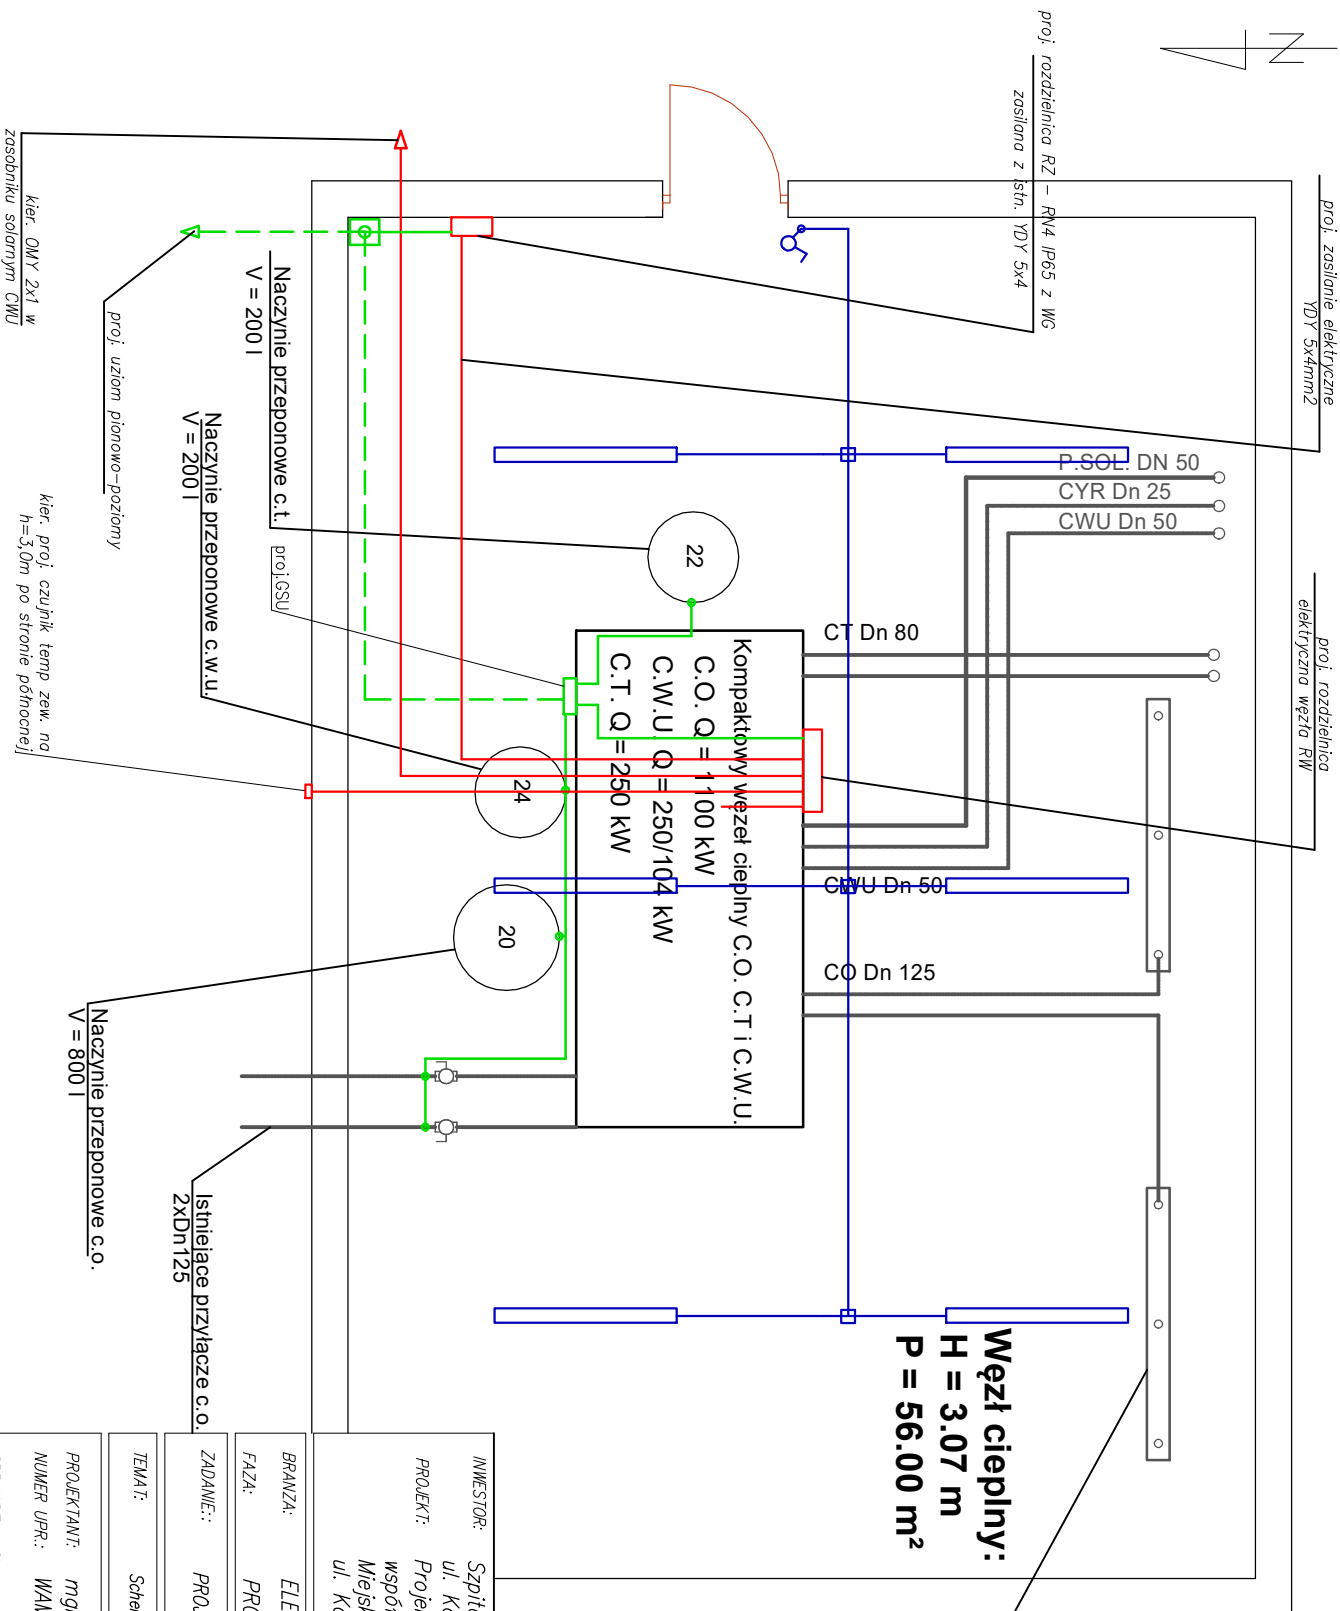 N
proj. rozdzielnica RZ - RN4 IP65 z WG
zasilana z istn. YDY 5x4
proj. zasilanie elektryczne
YDY 5x4mm2
proj. rozdzielnica
elektryczna węzła RW
kier. OMY 2x1 w
zasobniku solarnym CWU
proj. uziom pionowo-poziomy
Naczynie przeponowe c.t.
V = 200 l
Naczynie przeponowe c.w.u.
V = 200 l
proj.GSU
kier. proj. czujnik temp zew. na
h=3,0m po stronie północnej
22
24
20
P.SOL. DN 50
CYR Dn 25
CWU Dn 50
CT Dn 80
Kompaktowy węzeł cieplny C.O. C.T i C.W.U.
C.O. Q = 1100 kW
C.W.U. Q = 250/104 kW
C.T. Q = 250 kW
CWU Dn 50
CO Dn 125
Naczynie przeponowe c.o.
V = 800 l
Istniejące przyłącze c.o.
2xDn125
Węzł cieplny:
H = 3.07 m
P = 56.00 m²
INWESTOR:
ul.
PROJEKT:
ul.
BRANŻA:
FAZA:
ZADANIE::
TEMAT:
PROJEKTANT:
NUMER UPR.: